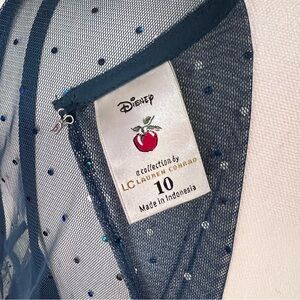 Disney
a collection by
LC LAUREN CONRAD
10
Made in Indonesia